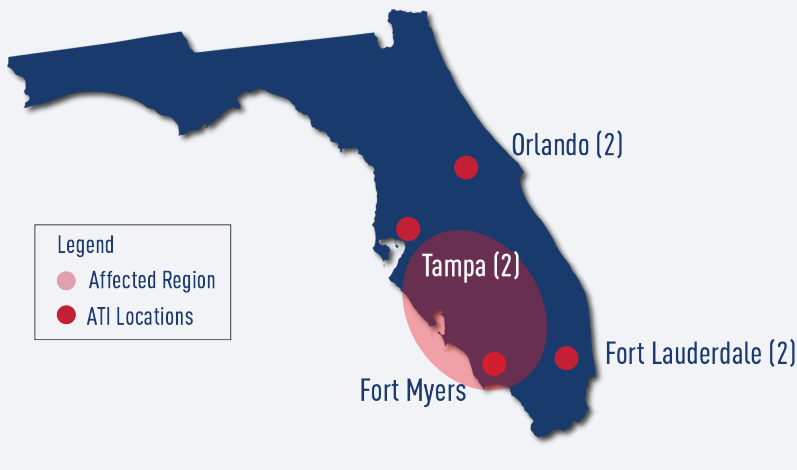 Orlando (2)
Legend
Affected Region
ATI Locations
Tampa (2)
Fort Lauderdale (2)
Fort Myers